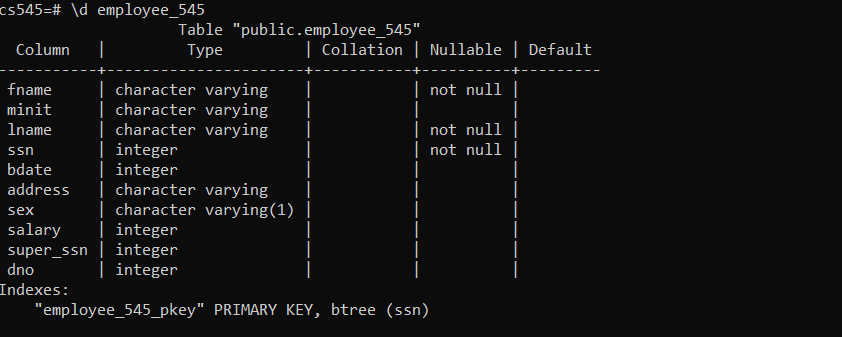 cs545=# \d employee_545
                      Table "public.employee_545"
  Column   |         Type         | Collation | Nullable | Default
-----------+----------------------+-----------+----------+---------
 fname     | character varying    |           | not null |
 minit     | character varying    |           |          |
 lname     | character varying    |           | not null |
 ssn       | integer              |           | not null |
 bdate     | integer              |           |          |
 address   | character varying    |           |          |
 sex       | character varying(1) |           |          |
 salary    | integer              |           |          |
 super_ssn | integer              |           |          |
 dno       | integer              |           |          |
Indexes:
    "employee_545_pkey" PRIMARY KEY, btree (ssn)